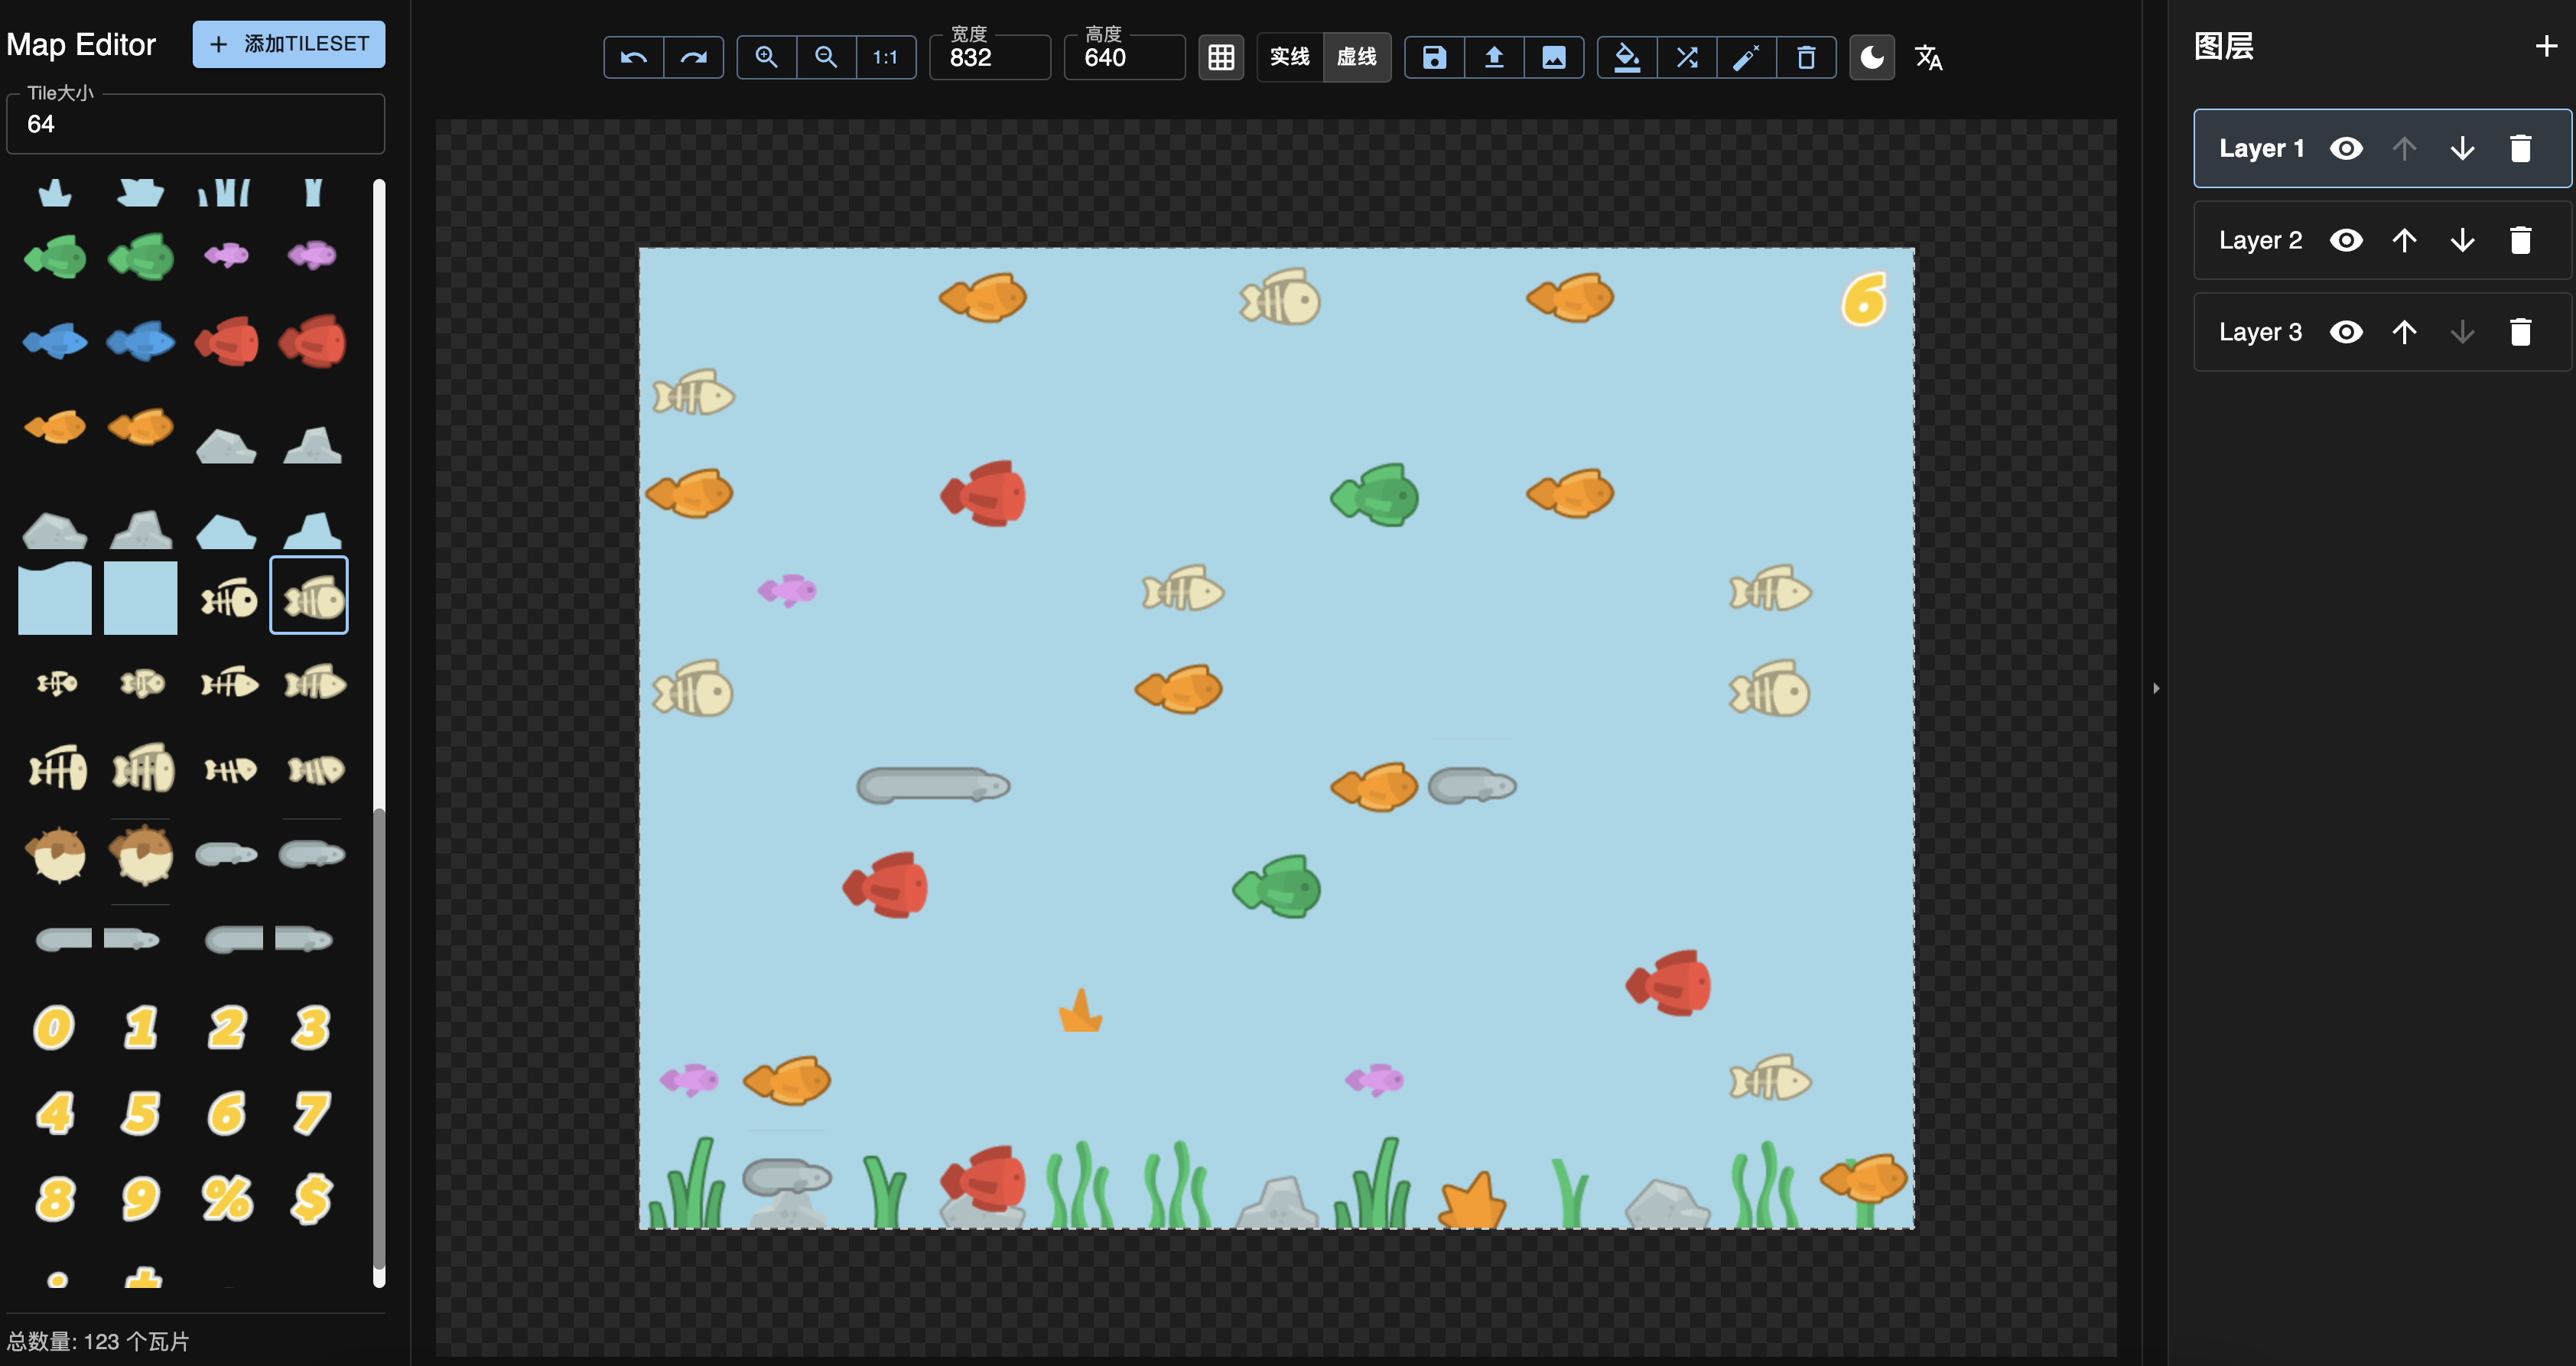 Map Editor
添加TILESET
Tile大小
64
0 1 2 3
4 5 6 7
8 9 % $
总数量: 123 个瓦片
1:1
宽度
832
高度
640
实线
虚线
文A
6
图层
Layer 1
Layer 2
Layer 3